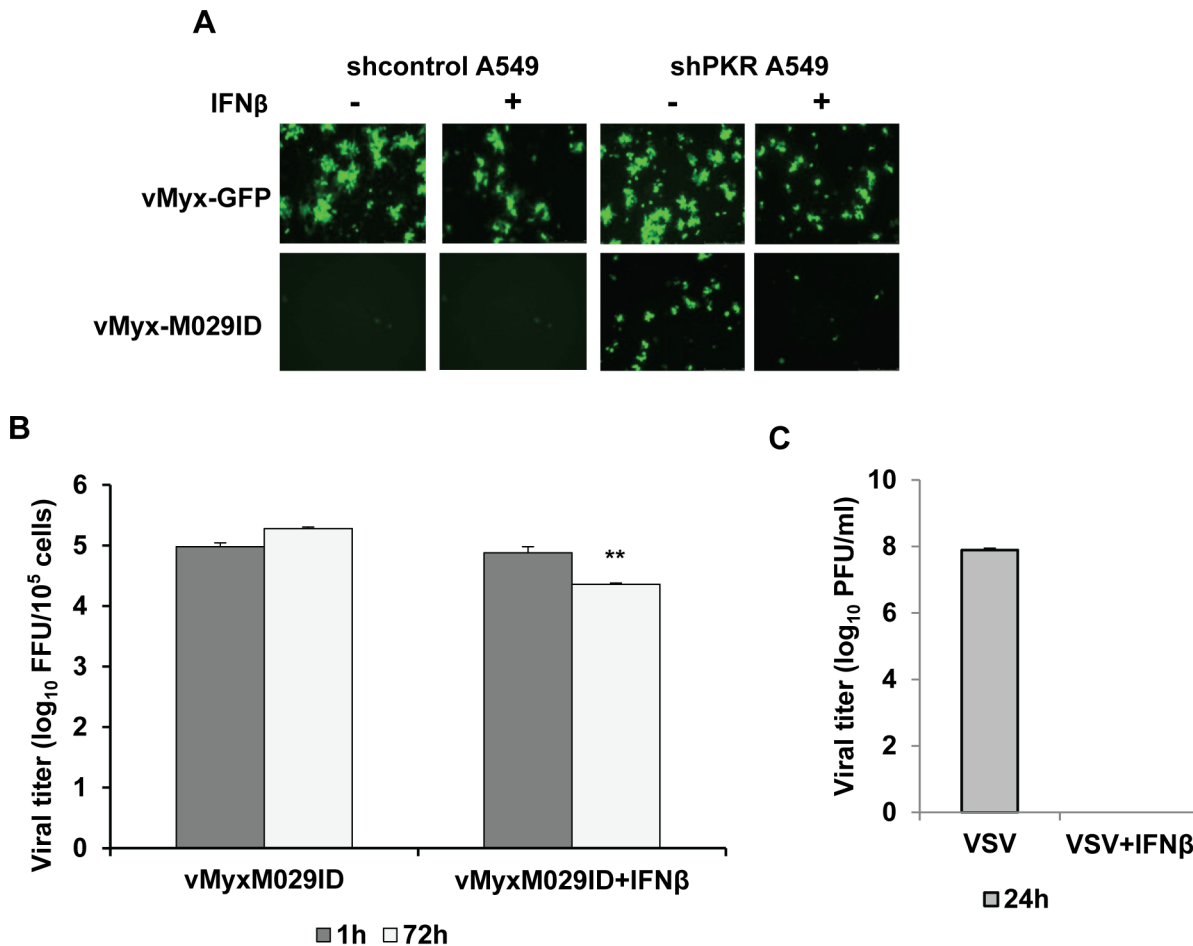 A
shcontrol A549 shPKR A549
IFNβ - + - +
vMyx-GFP
vMyx-M029ID
B
Viral titer (log10 FFU/10⁵ cells)
6
5
4
3
2
1
0
**
vMyxM029ID vMyxM029ID+IFNβ
1h 72h
C
Viral titer (log10 PFU/ml)
10
8
6
4
2
0
VSV VSV+IFNβ
24h